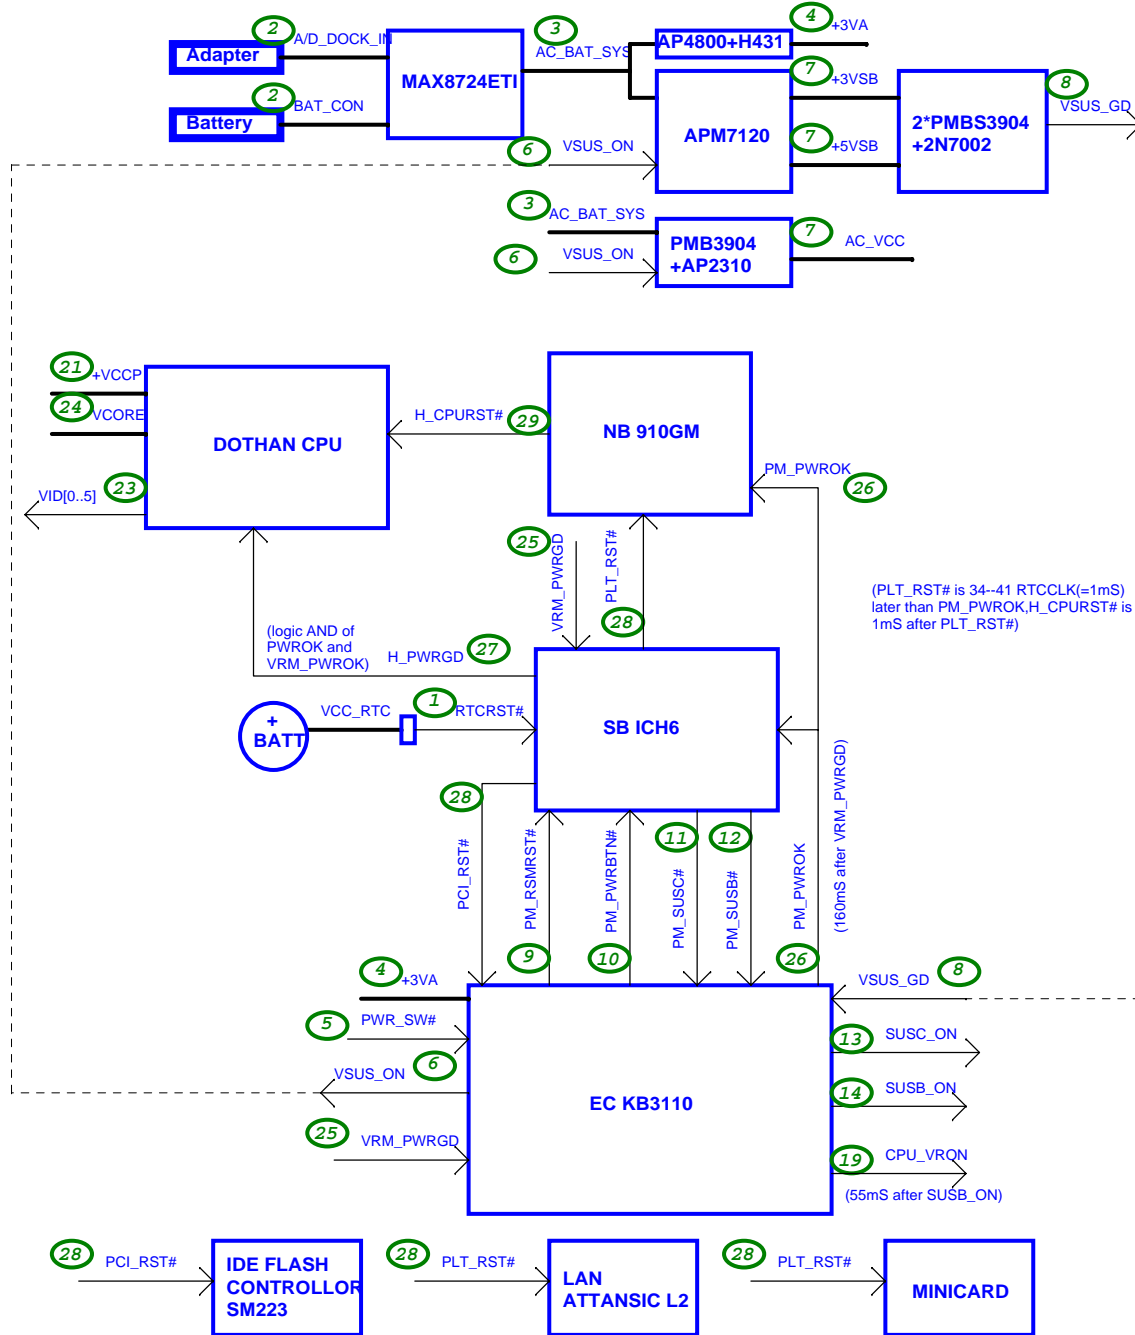 2
A/D_DOCK_IN
3
4
+3VA
Adapter
AC_BAT_SYS
AP4800+H431
MAX8724ETI
7
+3VSB
8
2
BAT_CON
VSUS_GD
Battery
2*PMBS3904
+2N7002
APM7120
6
VSUS_ON
7
+5VSB
3
AC_BAT_SYS
PMB3904
+AP2310
7
AC_VCC
6
VSUS_ON
21
+VCCP
24
VCORE
H_CPURST#
29
DOTHAN CPU
NB 910GM
PM_PWROK
26
VID[0..5]
23
25
VRM_PWRGD
PLT_RST#
28
(PLT_RST# is 34--41 RTCCLK(=1mS)
later than PM_PWROK,H_CPURST# is
1mS after PLT_RST#)
(logic AND of
PWROK and
VRM_PWROK)
H_PWRGD
27
+
BATT
VCC_RTC
1
RTCRST#
SB ICH6
28
PCI_RST#
PM_RSMRST#
9
PM_PWRBTN#
10
11
PM_SUSC#
12
PM_SUSB#
PM_PWROK
26
(160mS after VRM_PWRGD)
4
+3VA
VSUS_GD
8
5
PWR_SW#
13
SUSC_ON
6
VSUS_ON
14
SUSB_ON
EC KB3110
25
VRM_PWRGD
19
CPU_VRON
(55mS after SUSB_ON)
28
PCI_RST#
IDE FLASH
CONTROLLOR
SM223
28
PLT_RST#
LAN
ATTANSIC L2
28
PLT_RST#
MINICARD